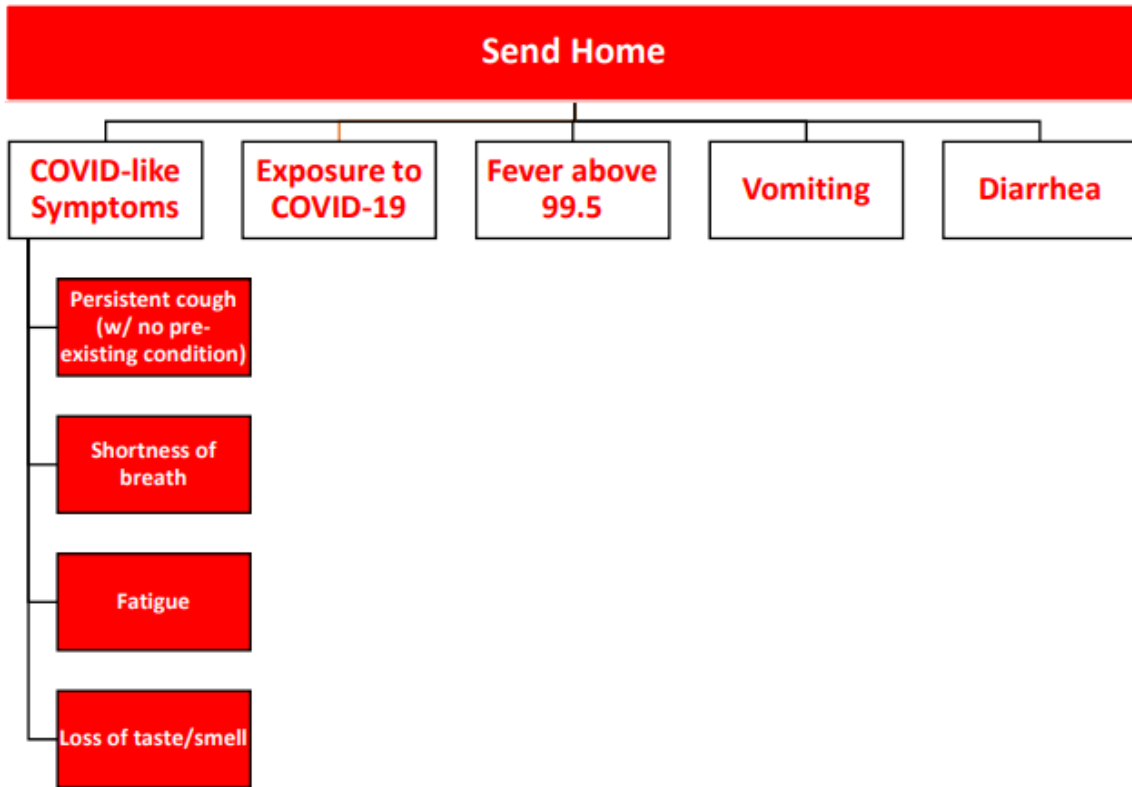 Send Home
COVID-like
Symptoms
Exposure to
COVID-19
Fever above
99.5
Vomiting
Diarrhea
Persistent cough
(w/ no pre-
existing condition)
Shortness of
breath
Fatigue
Loss of taste/smell